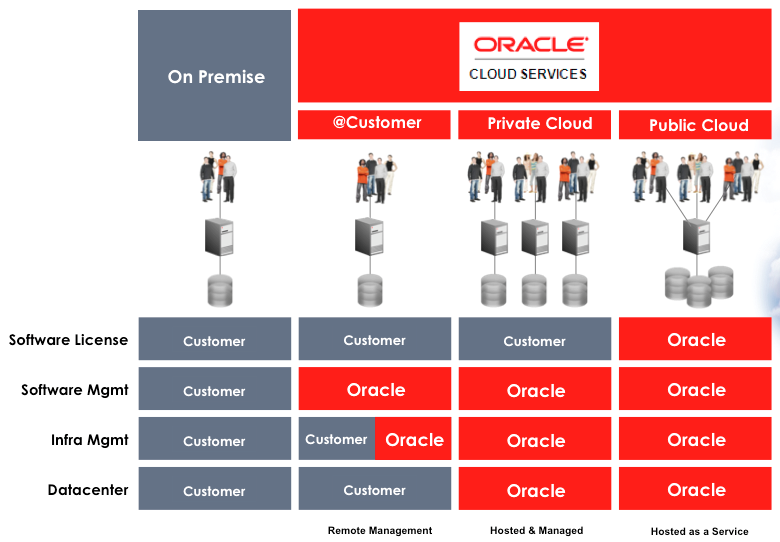 On Premise
ORACLE
CLOUD SERVICES
@Customer Private Cloud Public Cloud
Software License Customer Customer Customer Oracle
Software Mgmt Customer Oracle Oracle Oracle
Infra Mgmt Customer Customer Oracle Oracle Oracle
Datacenter Customer Customer Oracle Oracle
Remote Management Hosted & Managed Hosted as a Service